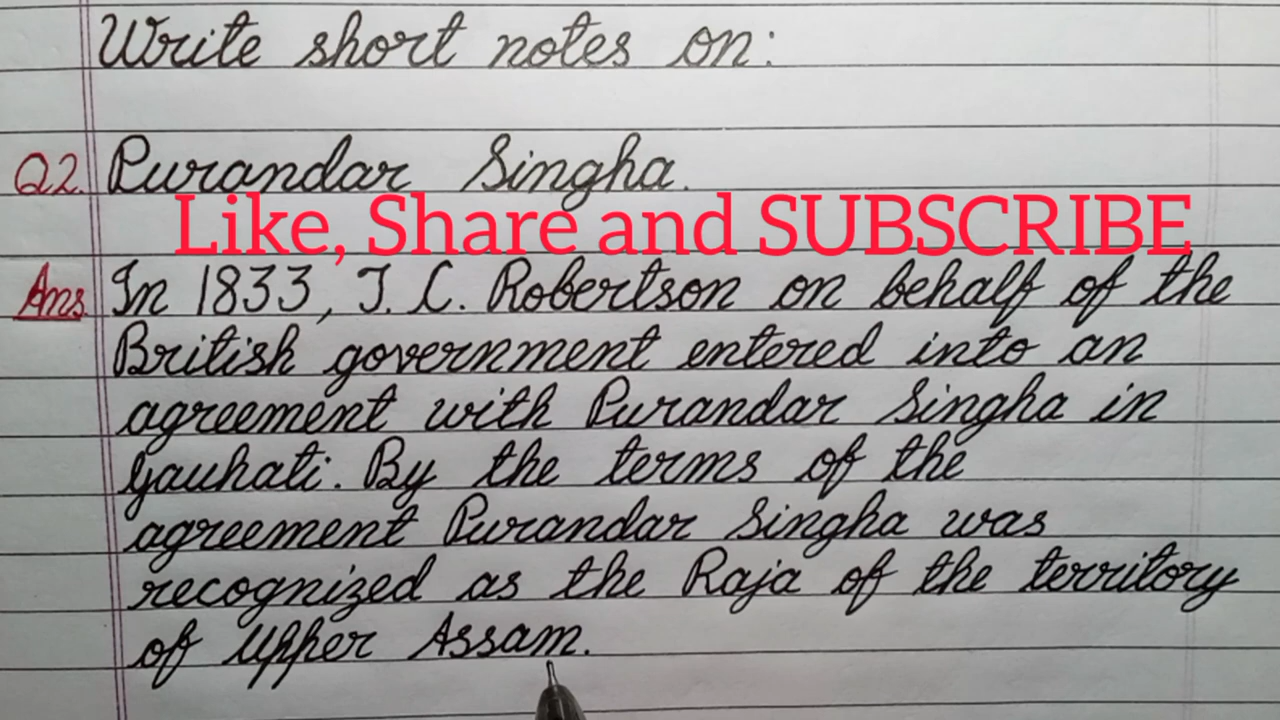 Write short notes on:
Q2. Purandar Singha.
Like, Share and SUBSCRIBE
Ans. In 1833, T. C. Robertson on behalf of the
British government entered into an
agreement with Purandar Singha in
Gauhati. By the terms of the
agreement Purandar Singha was
recognized as the Raja of the territory
of Upper Assam.